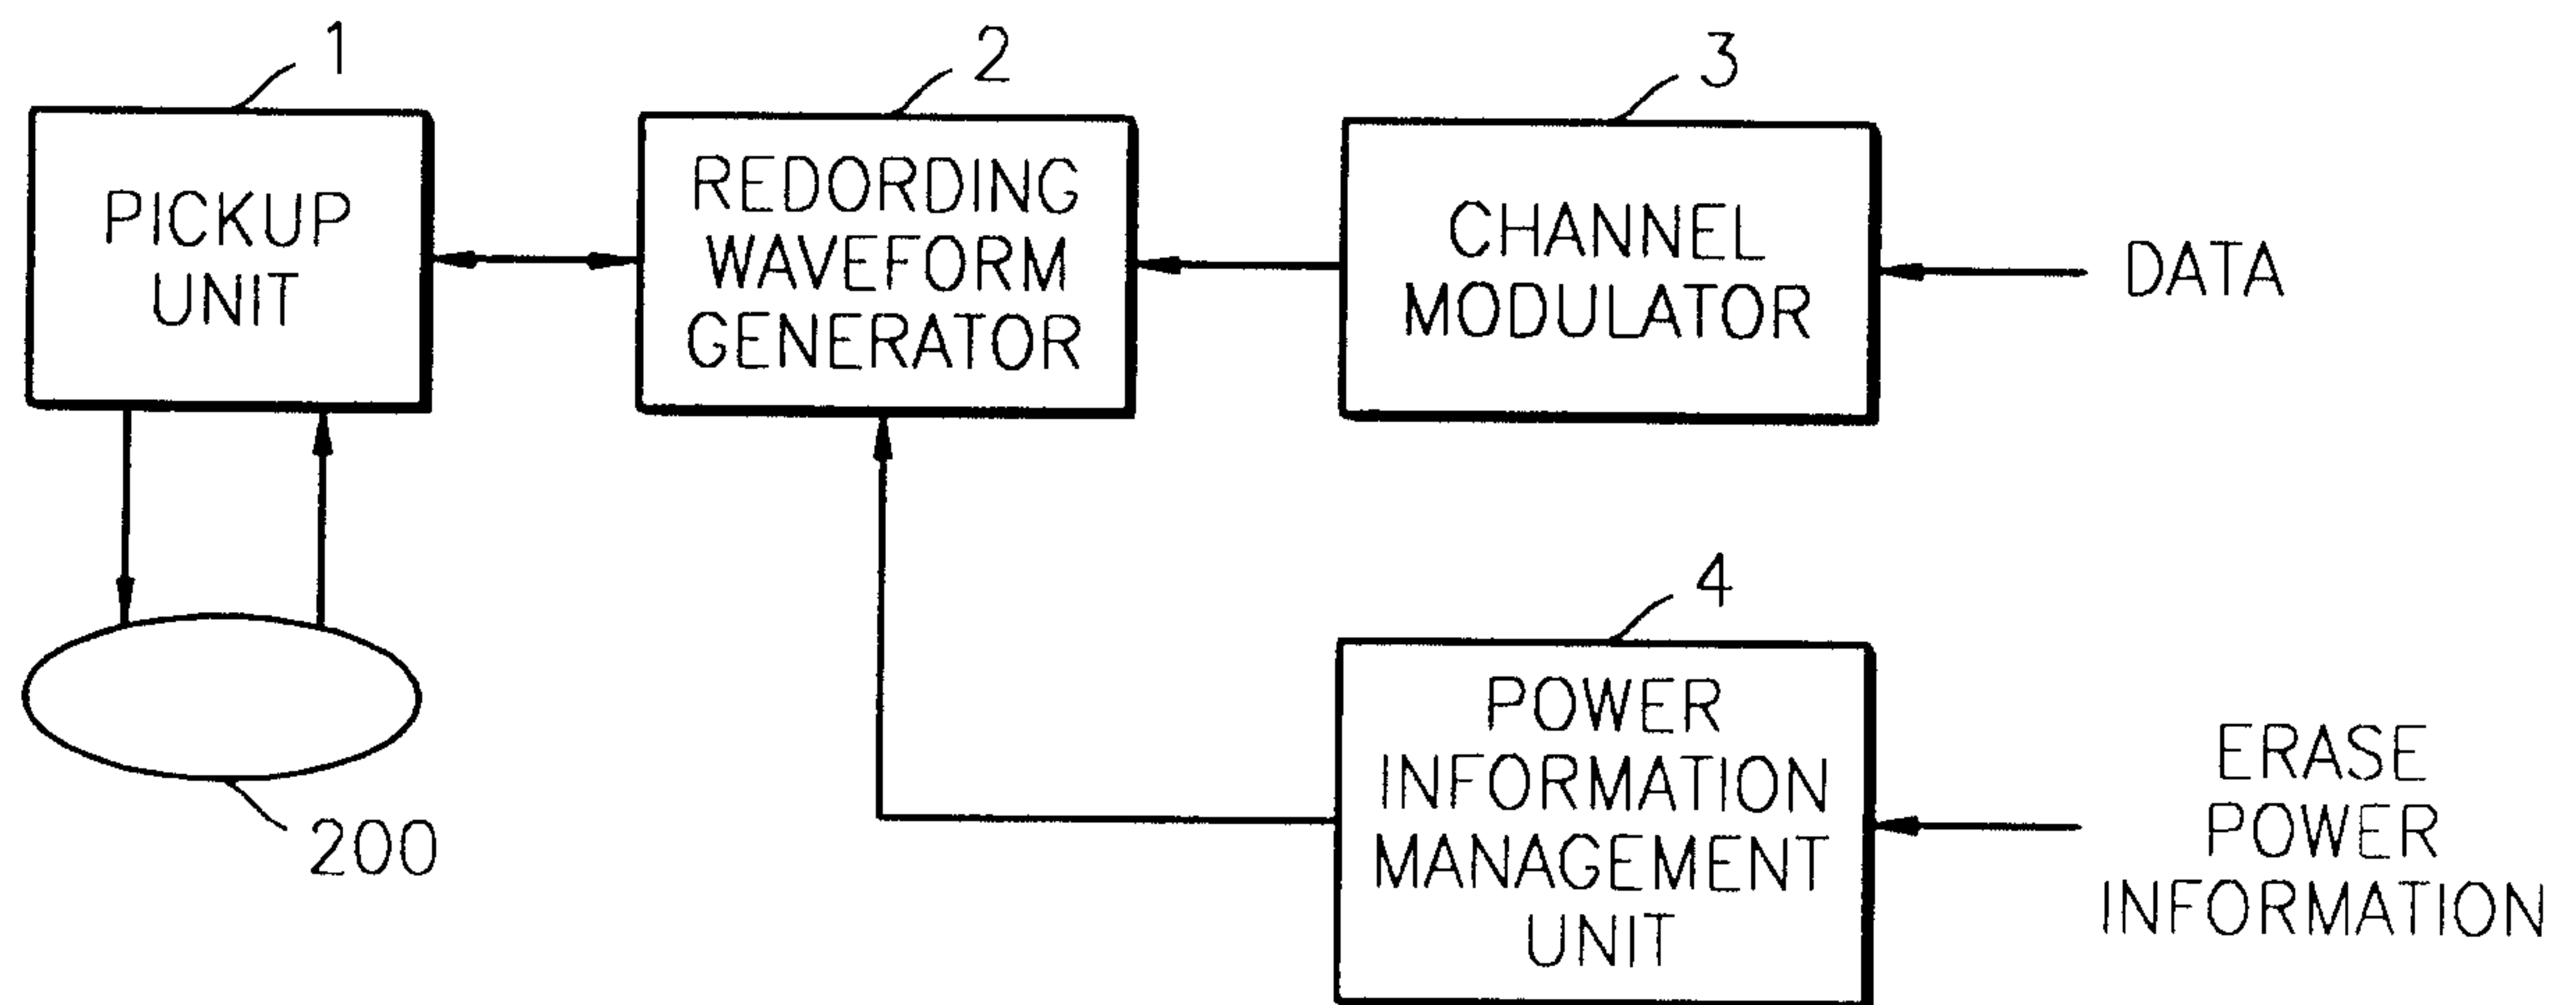 1
2
3
PICKUP
UNIT
REDORDING
WAVEFORM
GENERATOR
CHANNEL
MODULATOR
DATA
4
POWER
INFORMATION
MANAGEMENT
UNIT
ERASE
POWER
INFORMATION
200